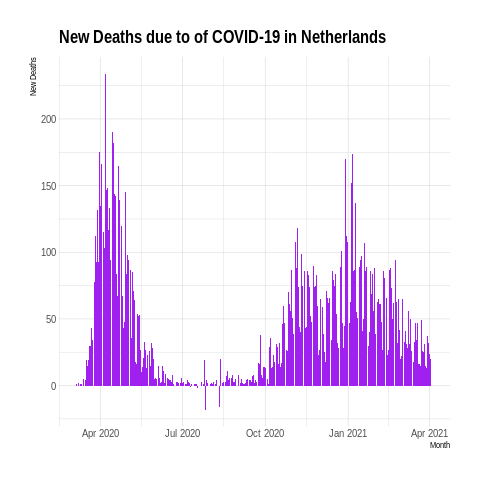 New Deaths due to of COVID-19 in Netherlands
New Deaths
200
150
100
50
0
Apr 2020 Jul 2020 Oct 2020 Jan 2021 Apr 2021
Month